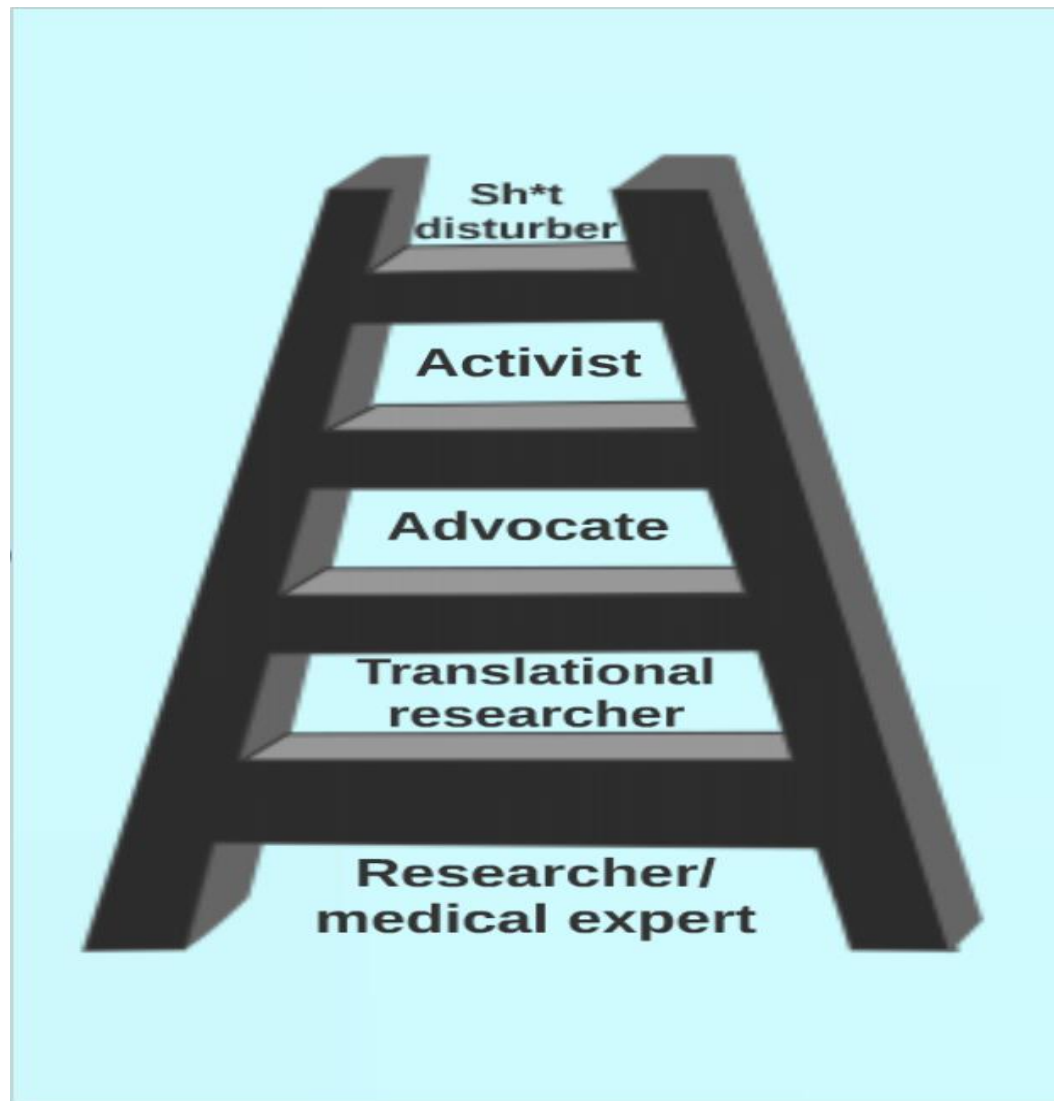 Sh*t
disturber
Activist
Advocate
Translational
researcher
Researcher/
medical expert